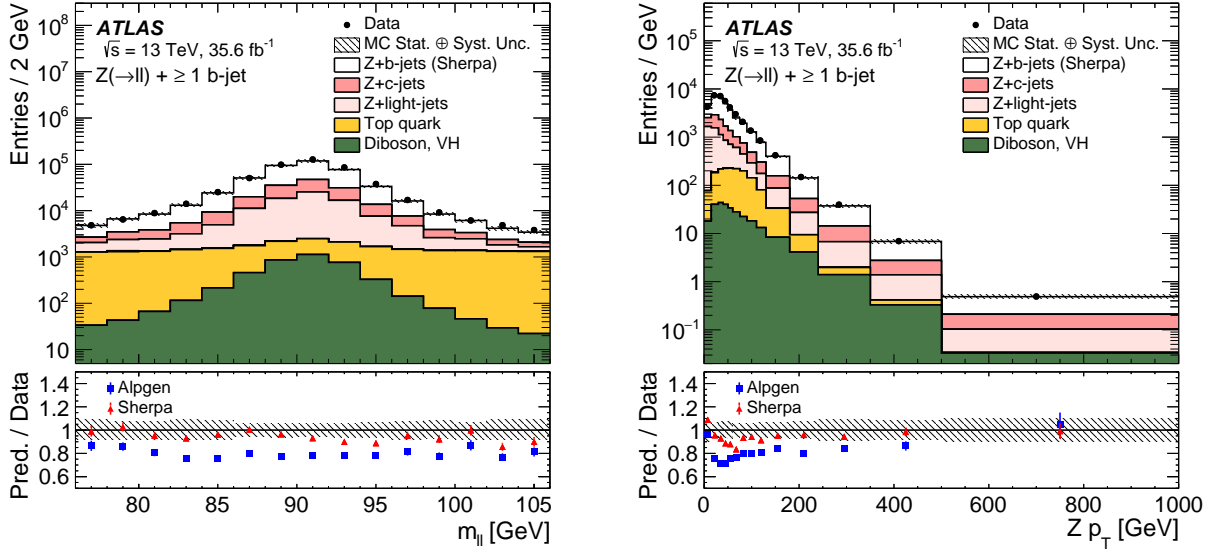 ATLAS
√s = 13 TeV, 35.6 fb⁻¹
Z(→ll) + ≥ 1 b-jet
Data
MC Stat. ⊕ Syst. Unc.
Z+b-jets (Sherpa)
Z+c-jets
Z+light-jets
Top quark
Diboson, VH
Entries / 2 GeV
10⁸
10⁷
10⁶
10⁵
10⁴
10³
10²
10
Alpgen
Sherpa
Pred. / Data
1.4
1.2
1
0.8
0.6
80 85 90 95 100 105
m_ll [GeV]
ATLAS
√s = 13 TeV, 35.6 fb⁻¹
Z(→ll) + ≥ 1 b-jet
Data
MC Stat. ⊕ Syst. Unc.
Z+b-jets (Sherpa)
Z+c-jets
Z+light-jets
Top quark
Diboson, VH
Entries / GeV
10⁵
10⁴
10³
10²
10
1
10⁻¹
Alpgen
Sherpa
Pred. / Data
1.4
1.2
1
0.8
0.6
0 200 400 600 800 1000
Z p_T [GeV]